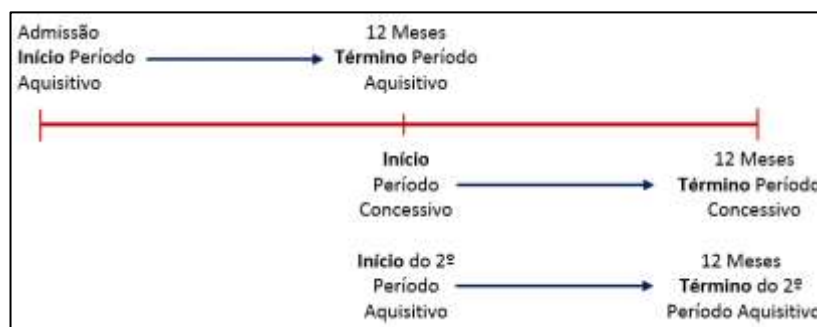 Admissão
Início Período
Aquisitivo
12 Meses
Término Período
Aquisitivo
Início
Período
Concessivo
12 Meses
Término Período
Concessivo
Início do 2º
Período
Aquisitivo
12 Meses
Término do 2º
Período Aquisitivo